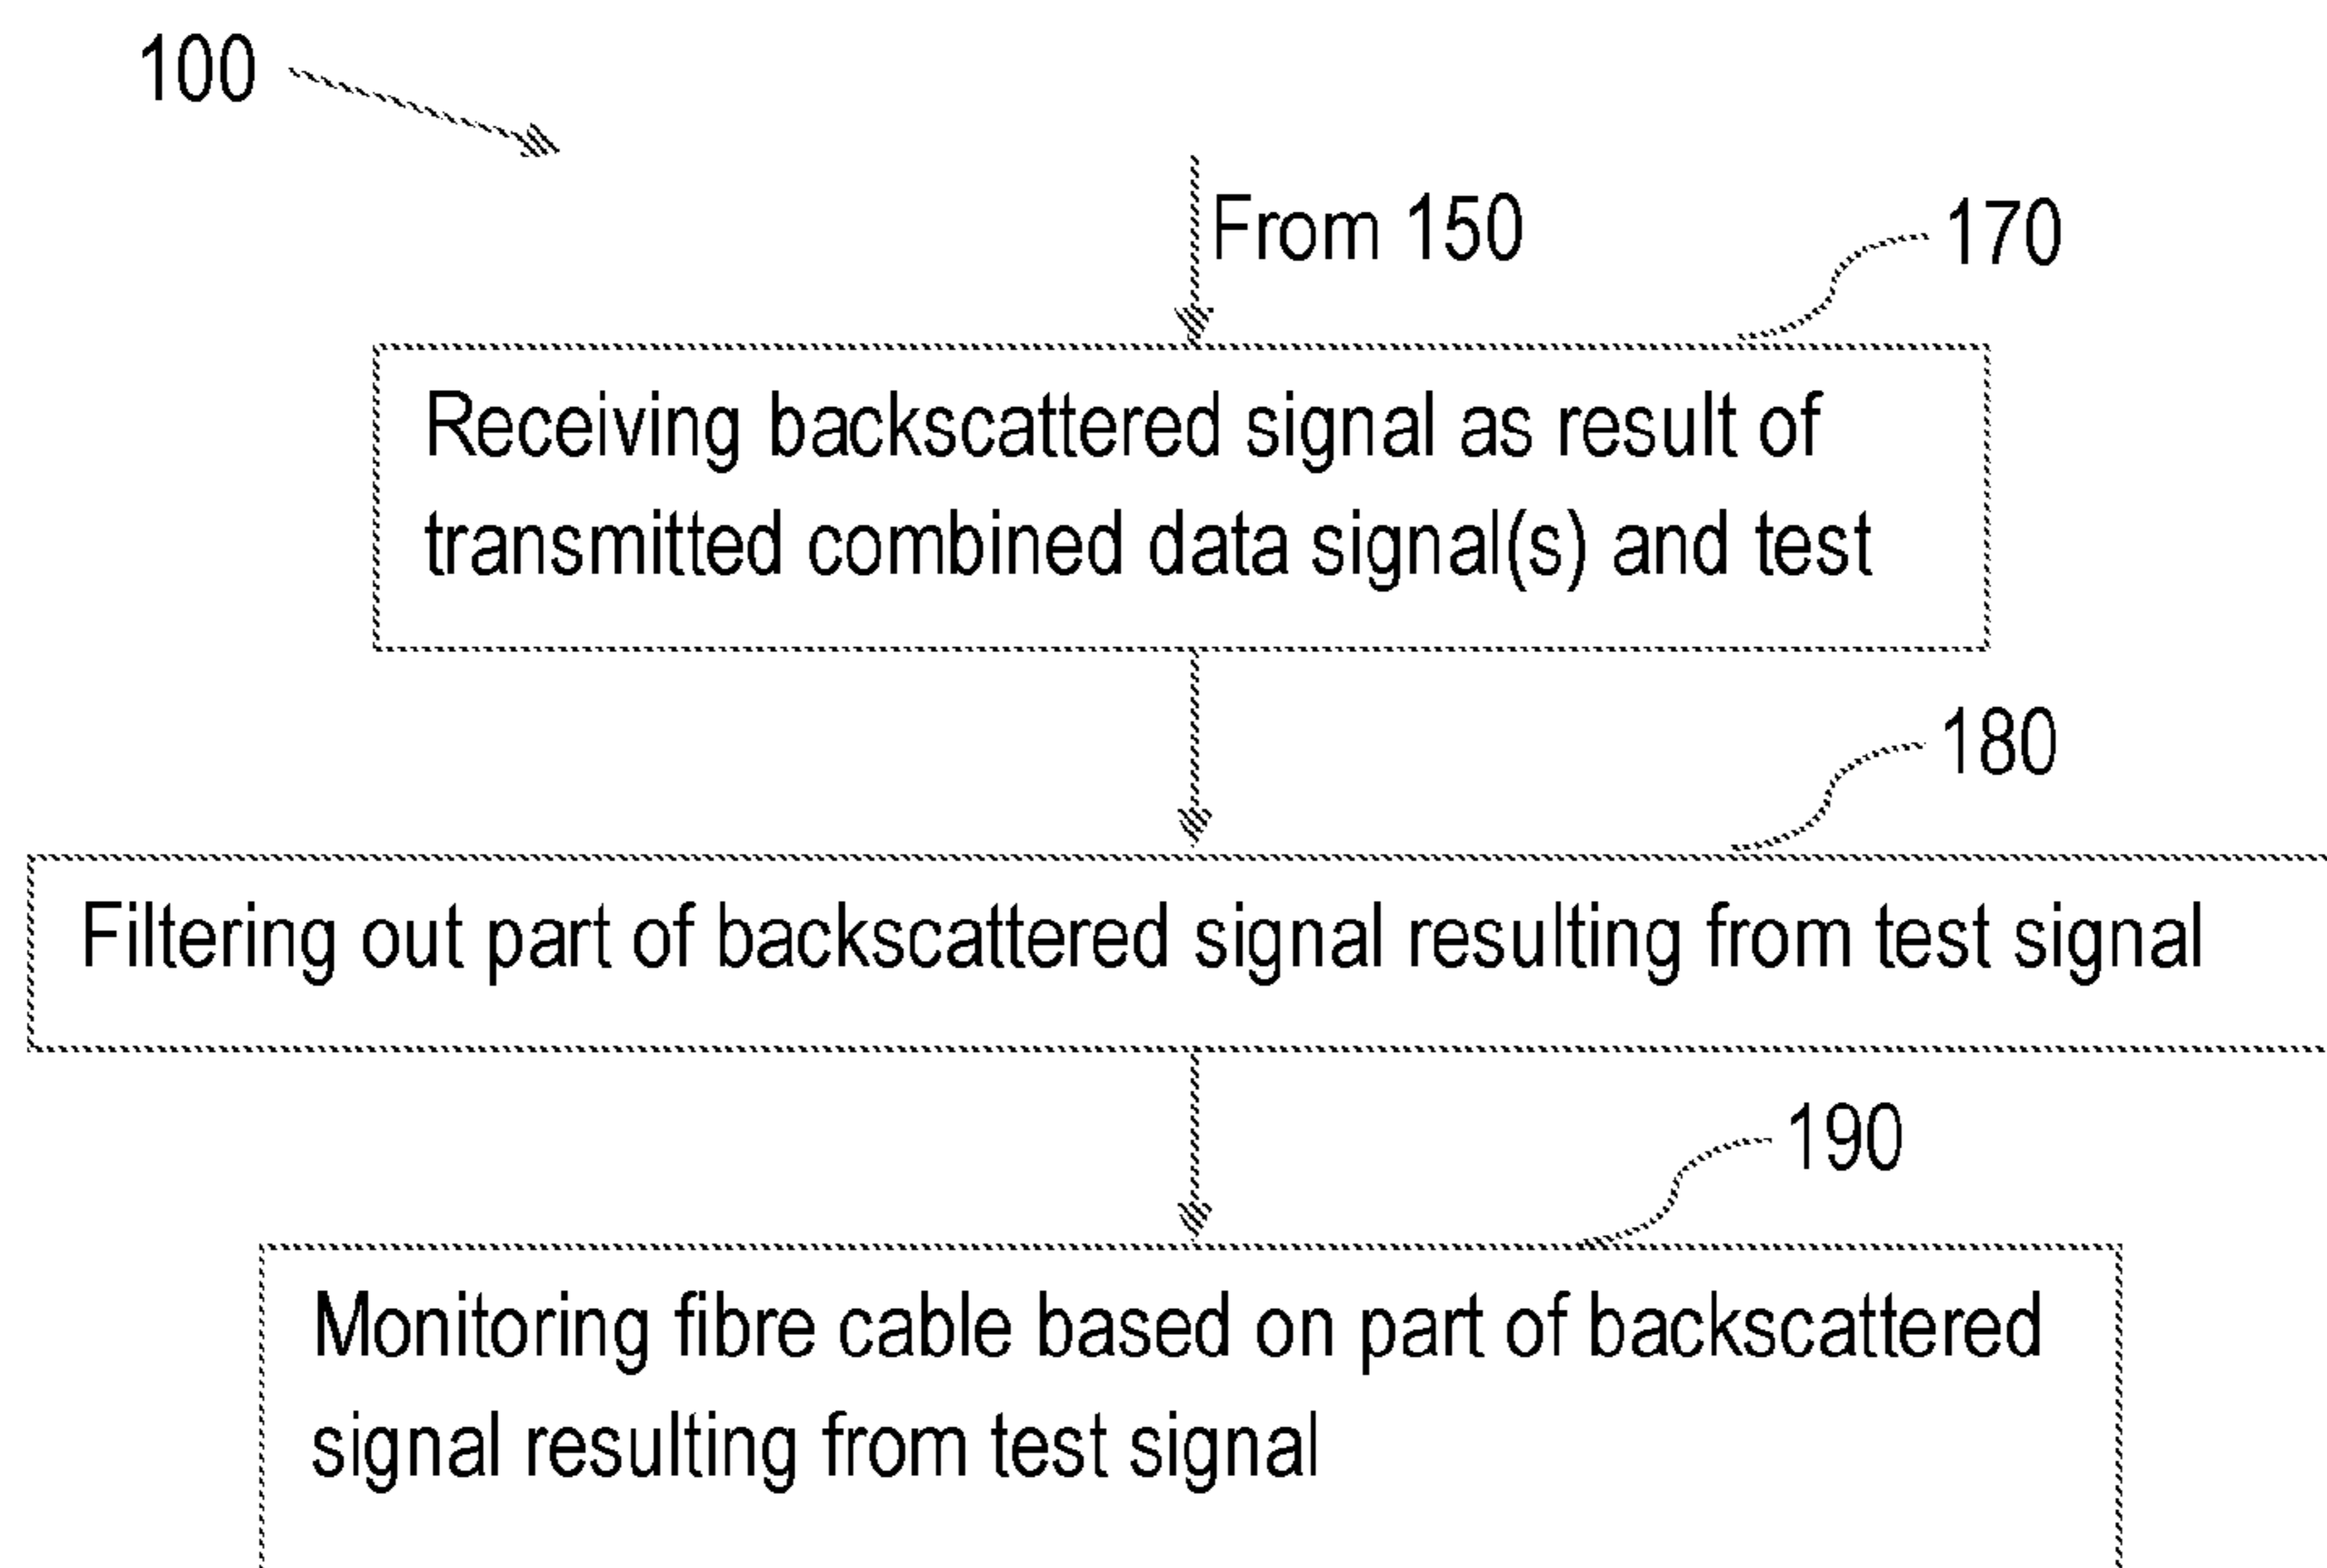 100
From 150
170
Receiving backscattered signal as result of
transmitted combined data signal(s) and test
180
Filtering out part of backscattered signal resulting from test signal
190
Monitoring fibre cable based on part of backscattered
signal resulting from test signal